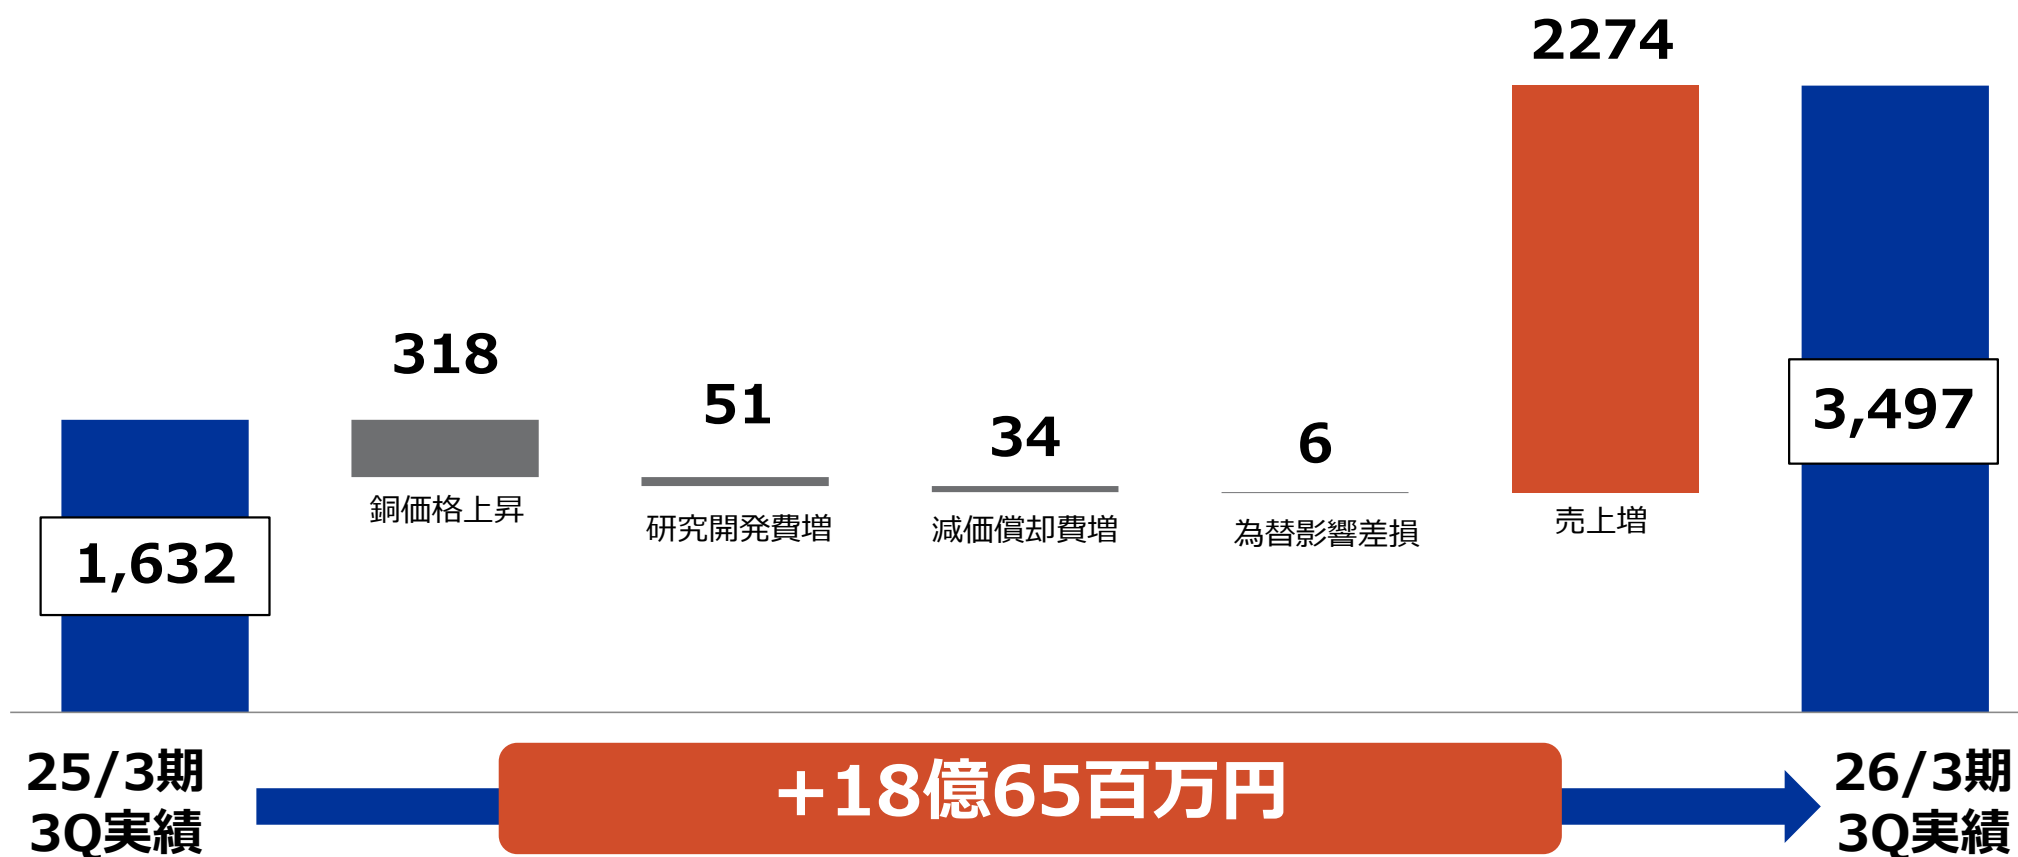 2274
318
51
34
6
3,497
銅価格上昇
研究開発費増
減価償却費増
為替影響差損
売上増
1,632
25/3期
3Q実績
+18億65百万円
26/3期
3Q実績